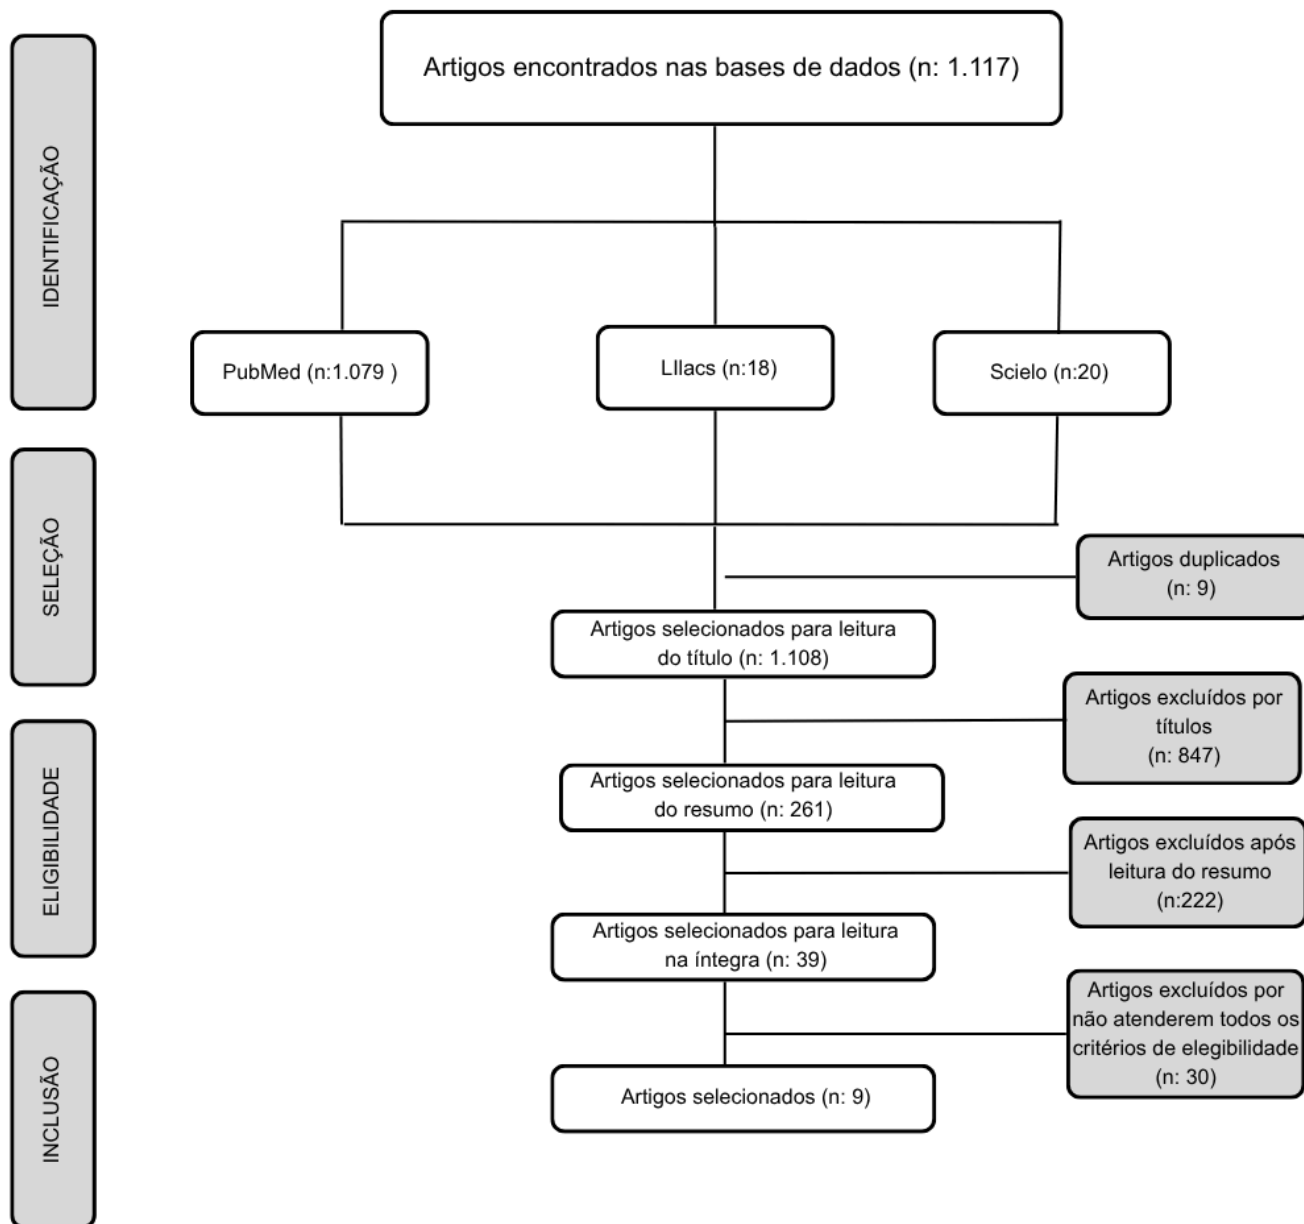 IDENTIFICAÇÃO
Artigos encontrados nas bases de dados (n: 1.117)
PubMed (n:1.079 )
LIlacs (n:18)
Scielo (n:20)
SELEÇÃO
Artigos duplicados
(n: 9)
Artigos selecionados para leitura
do título (n: 1.108)
Artigos excluídos por
títulos
(n: 847)
ELIGIBILIDADE
Artigos selecionados para leitura
do resumo (n: 261)
Artigos excluídos após
leitura do resumo
(n:222)
Artigos selecionados para leitura
na íntegra (n: 39)
Artigos excluídos por
não atenderem todos os
critérios de elegibilidade
(n: 30)
INCLUSÃO
Artigos selecionados (n: 9)